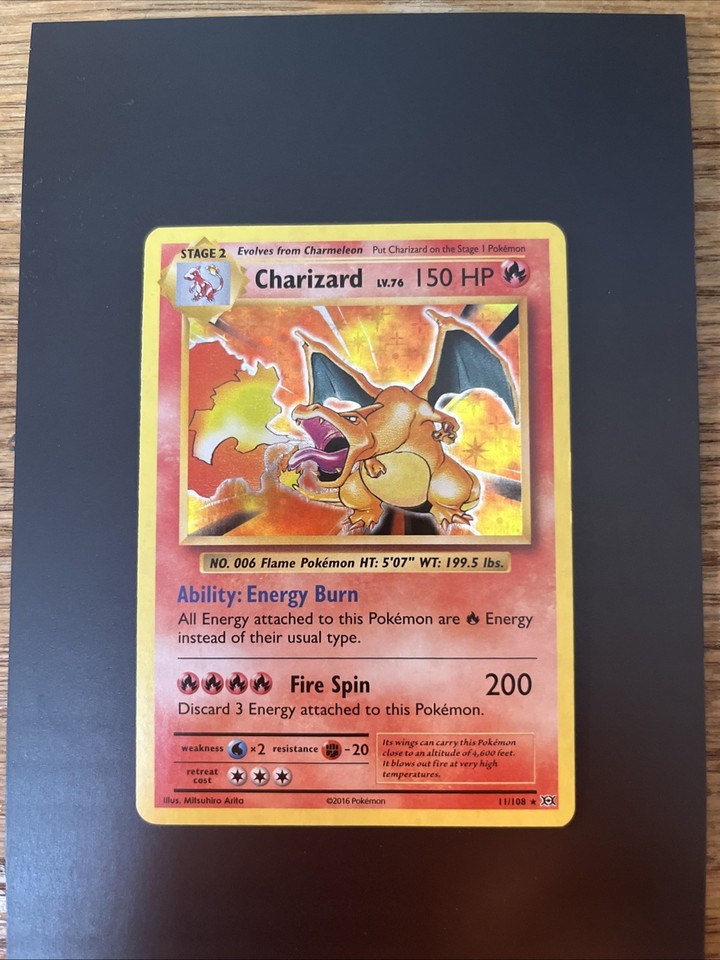 STAGE 2 Evolves from Charmeleon Put Charizard on the Stage 1 Pokémon
Charizard LV.76 150 HP
NO. 006 Flame Pokémon HT: 5'07" WT: 199.5 lbs.
Ability: Energy Burn
All Energy attached to this Pokémon are Energy
instead of their usual type.
Fire Spin 200
Discard 3 Energy attached to this Pokémon.
weakness ×2 resistance -20
retreat
cost
Its wings can carry this Pokémon
close to an altitude of 4,600 feet.
It blows out fire at very high
temperatures.
Illus. Mitsuhiro Arita ©2016 Pokémon 11/108 ★